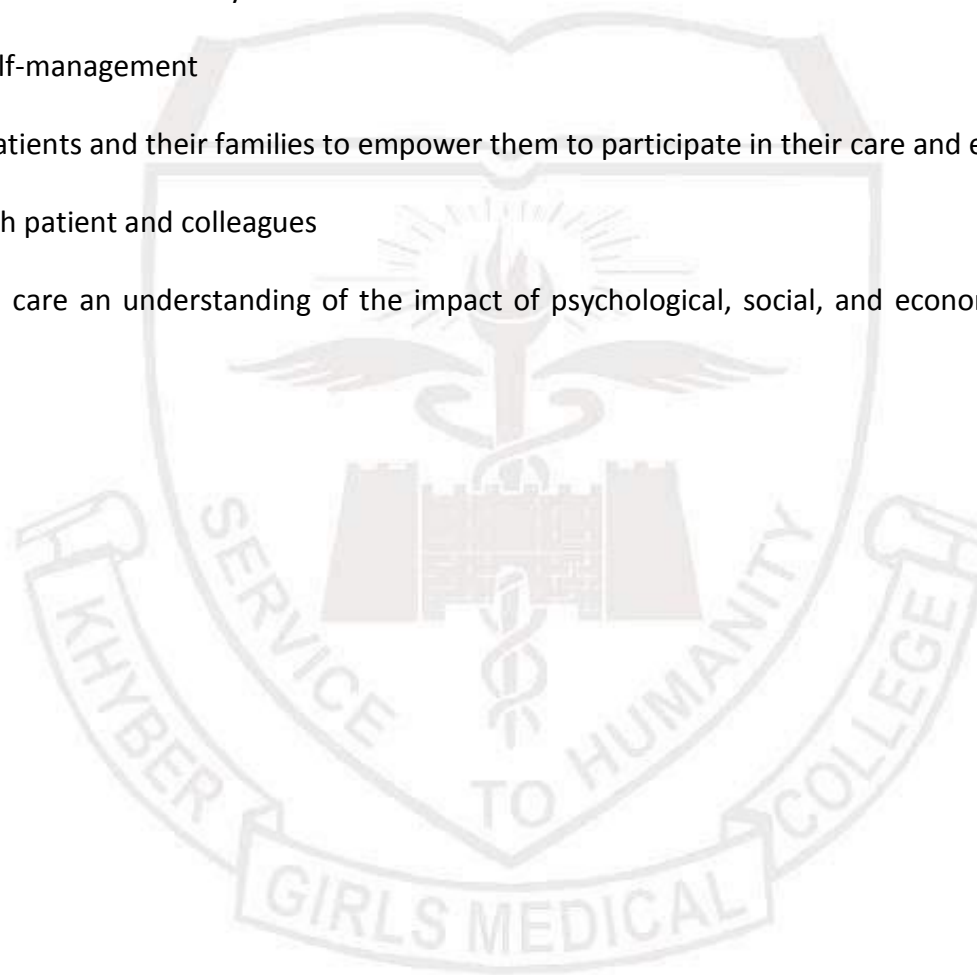 lf-management
atients and their families to empower them to participate in their care and e
h patient and colleagues
care an understanding of the impact of psychological, social, and econo
SERVICE TO HUMANITY
KHYBER GIRLS MEDICAL COLLEGE